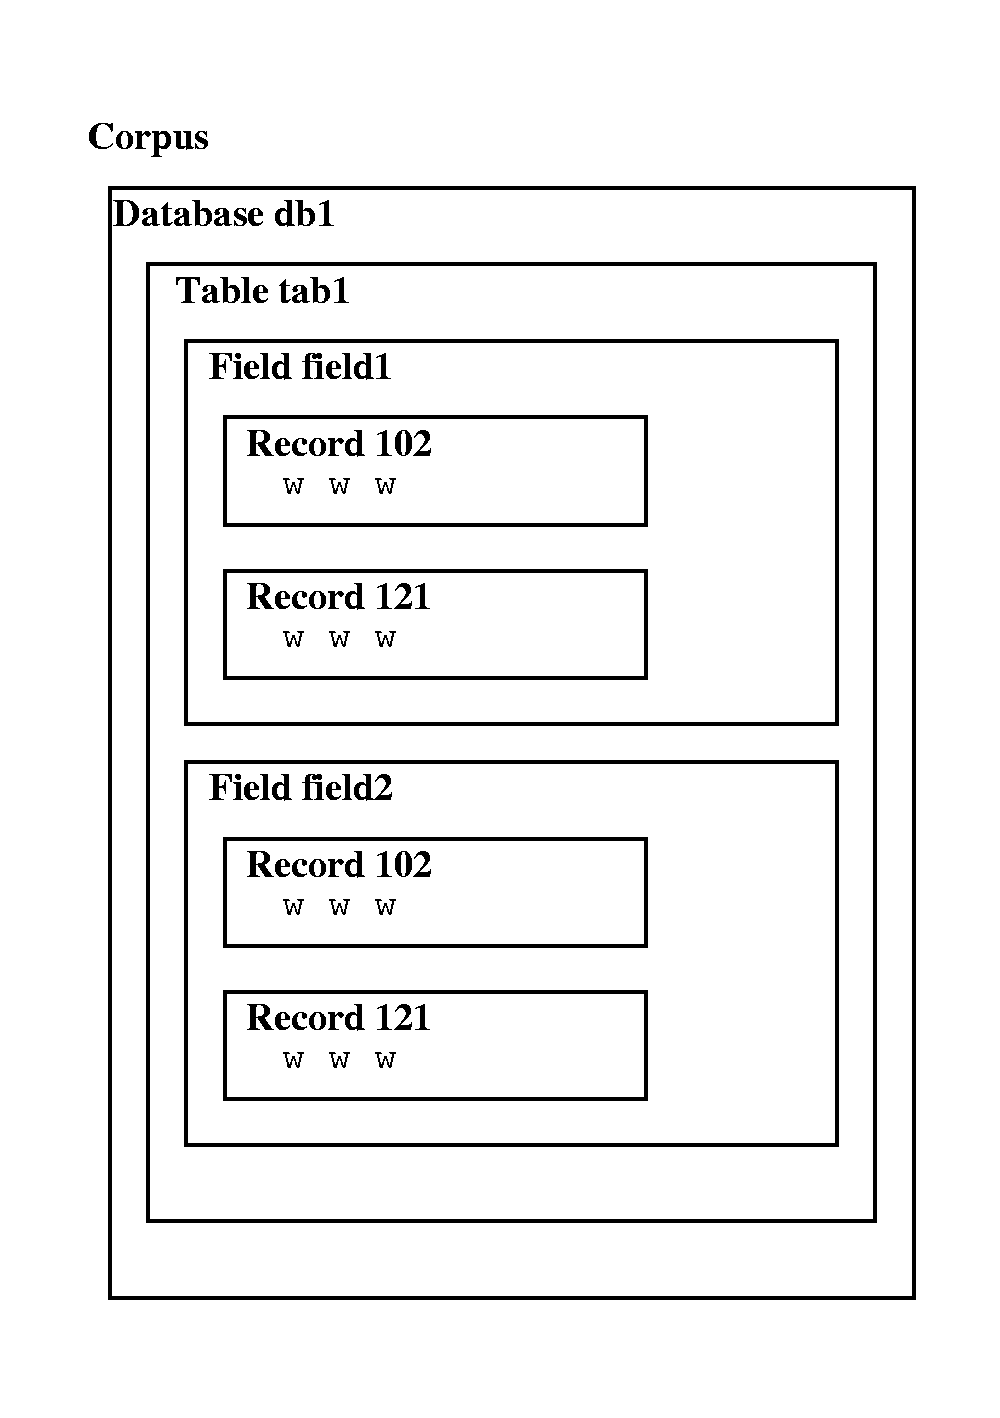 Corpus
Database db1
Table tab1
Field field1
Record 102
w w w
Record 121
w w w
Field field2
Record 102
w w w
Record 121
w w w